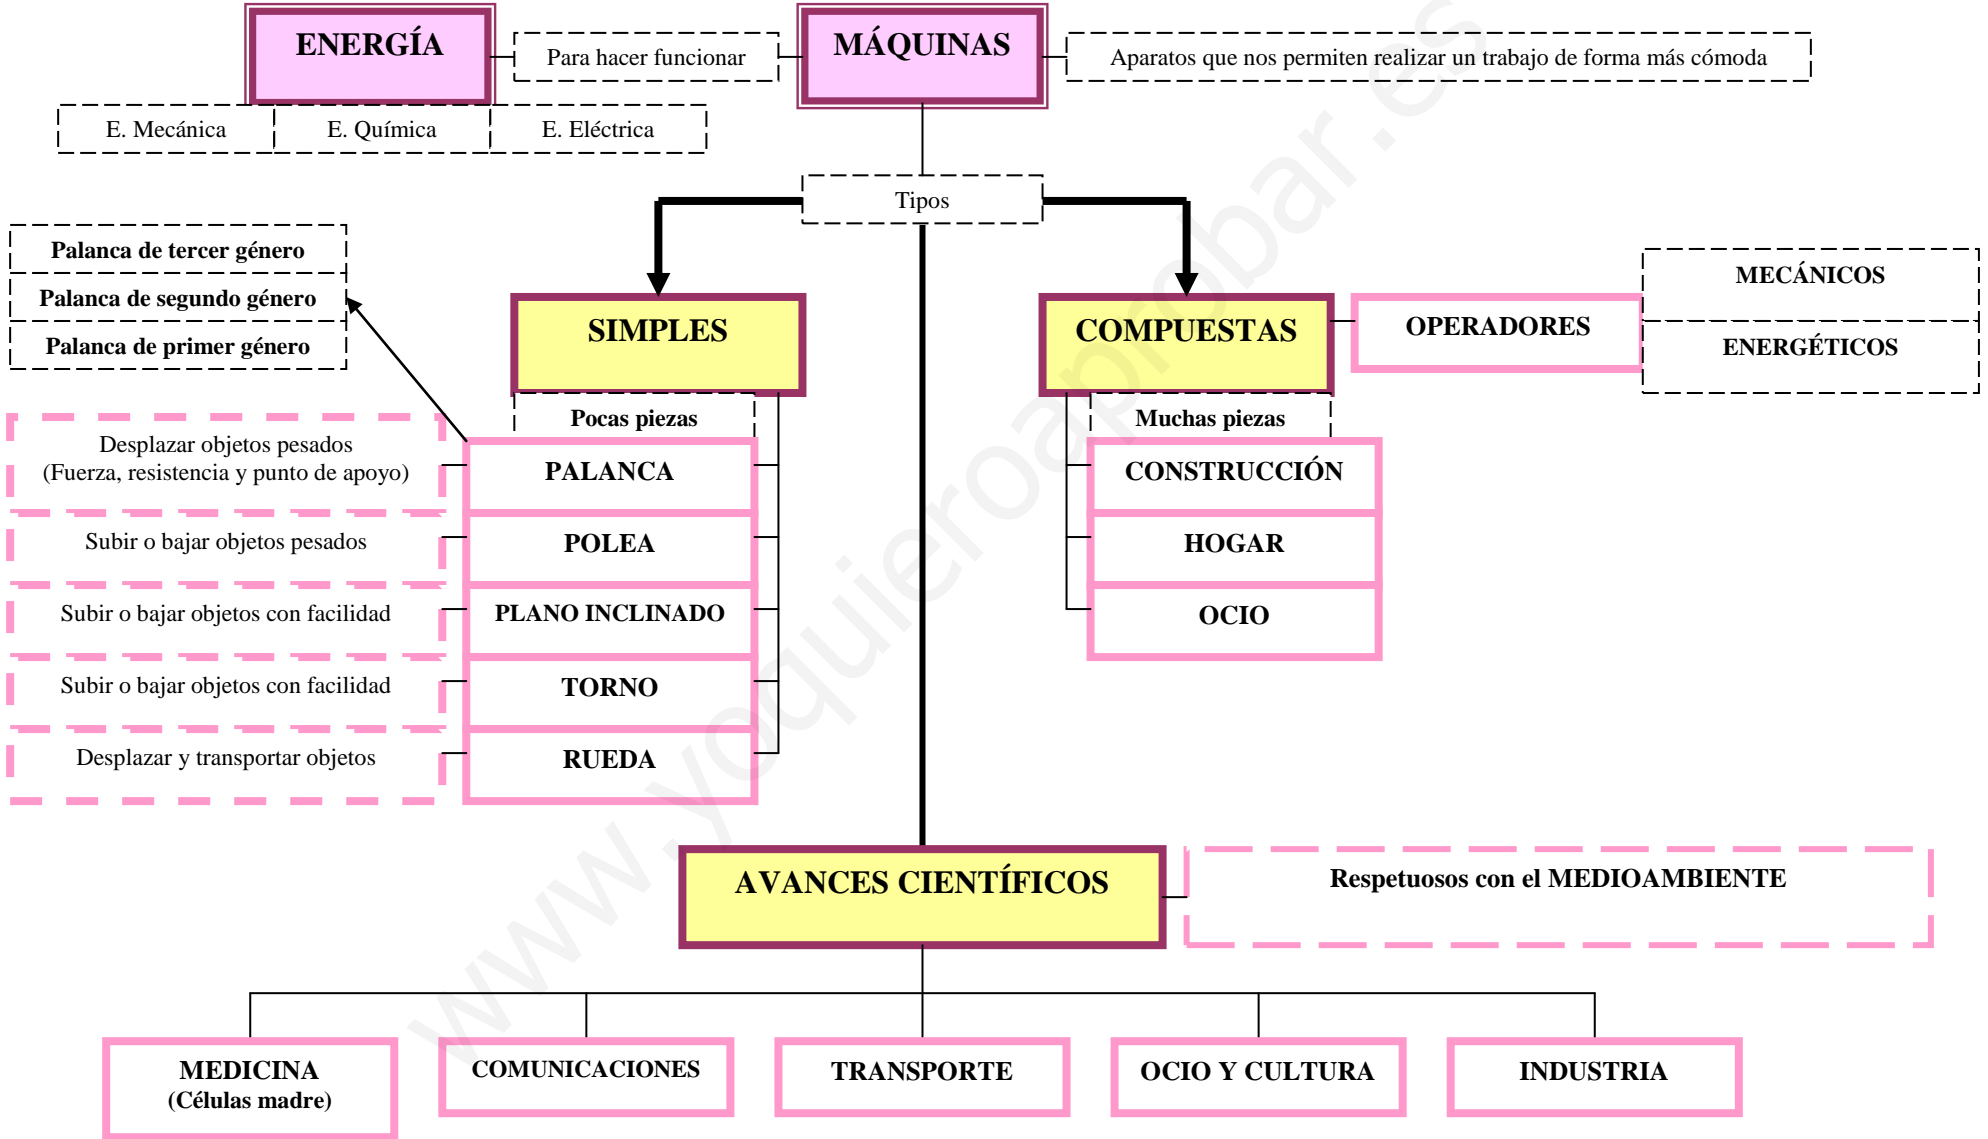 ENERGÍA
Para hacer funcionar
MÁQUINAS
Aparatos que nos permiten realizar un trabajo de forma más cómoda
E. Mecánica
E. Química
E. Eléctrica
Tipos
Palanca de tercer género
Palanca de segundo género
Palanca de primer género
SIMPLES
COMPUESTAS
OPERADORES
MECÁNICOS
ENERGÉTICOS
Pocas piezas
Muchas piezas
Desplazar objetos pesados
(Fuerza, resistencia y punto de apoyo)
PALANCA
CONSTRUCCIÓN
Subir o bajar objetos pesados
POLEA
HOGAR
Subir o bajar objetos con facilidad
PLANO INCLINADO
OCIO
Subir o bajar objetos con facilidad
TORNO
Desplazar y transportar objetos
RUEDA
AVANCES CIENTÍFICOS
Respetuosos con el MEDIOAMBIENTE
MEDICINA
(Células madre)
COMUNICACIONES
TRANSPORTE
OCIO Y CULTURA
INDUSTRIA
www.yoquieroaprobar.es